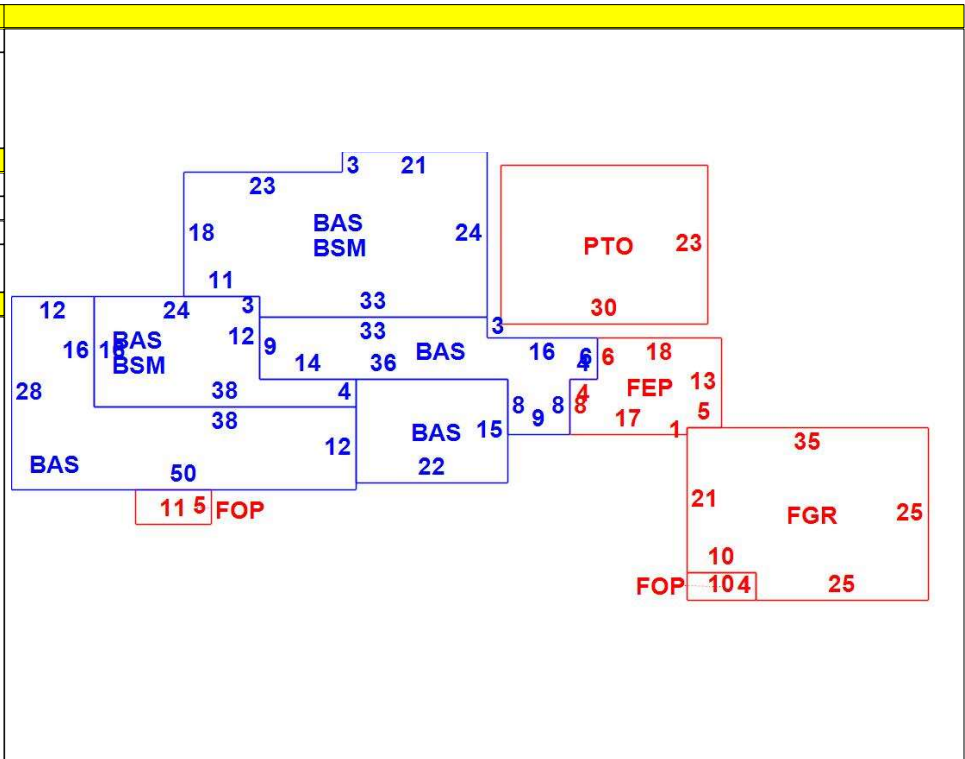 3 21
23
BAS
BSM
18 24
PTO 23
11
33
30
12 24 3
33 3
BAS
BSM
16 16 12 9
BAS 16 6 4
6 18
14 36
FEP 13
28 38 4
38
8 9 8
4 8 17 5
1
BAS 15
12
22
BAS 50
35
11 5 FOP
21 FGR 25
10
FOP 10 4 25